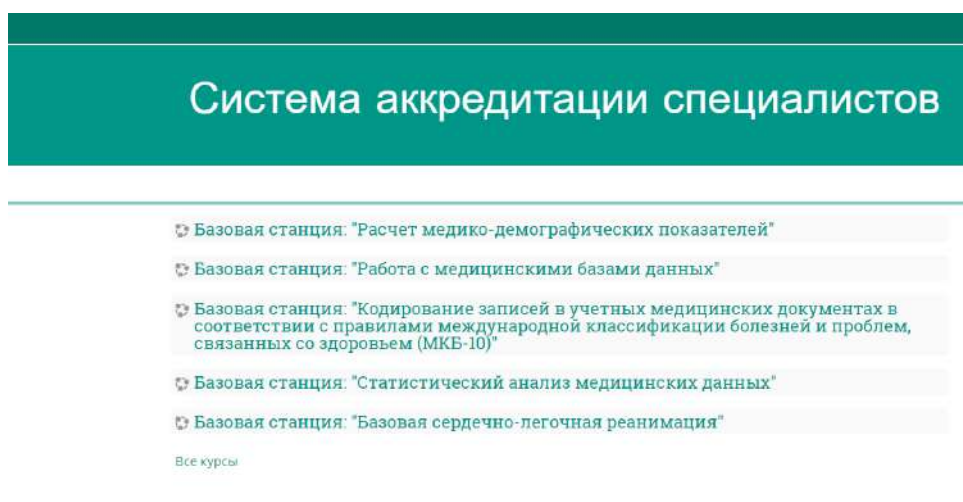 Система аккредитации специалистов
Базовая станция: "Расчет медико-демографических показателей"
Базовая станция: "Работа с медицинскими базами данных"
Базовая станция: "Кодирование записей в учетных медицинских документах в
соответствии с правилами международной классификации болезней и проблем,
связанных со здоровьем (МКБ-10)"
Базовая станция: "Статистический анализ медицинских данных"
Базовая станция: "Базовая сердечно-легочная реанимация"
Все курсы